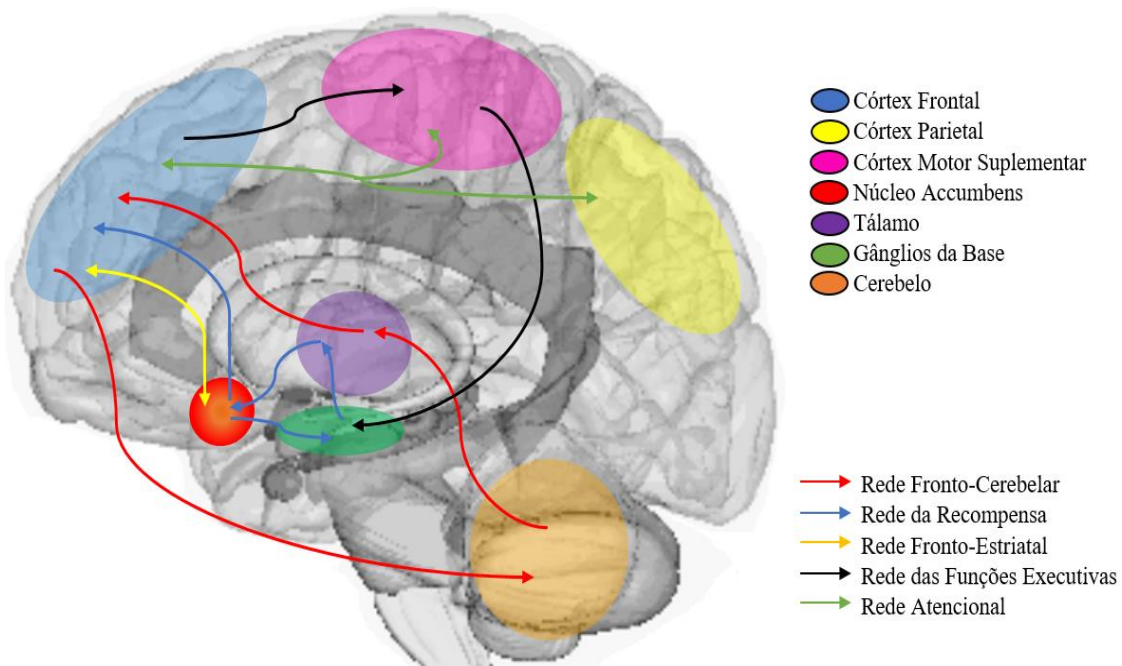 Córtex Frontal
Córtex Parietal
Córtex Motor Suplementar
Núcleo Accumbens
Tálamo
Gânglios da Base
Cerebelo
Rede Fronto-Cerebelar
Rede da Recompensa
Rede Fronto-Estriatal
Rede das Funções Executivas
Rede Atencional